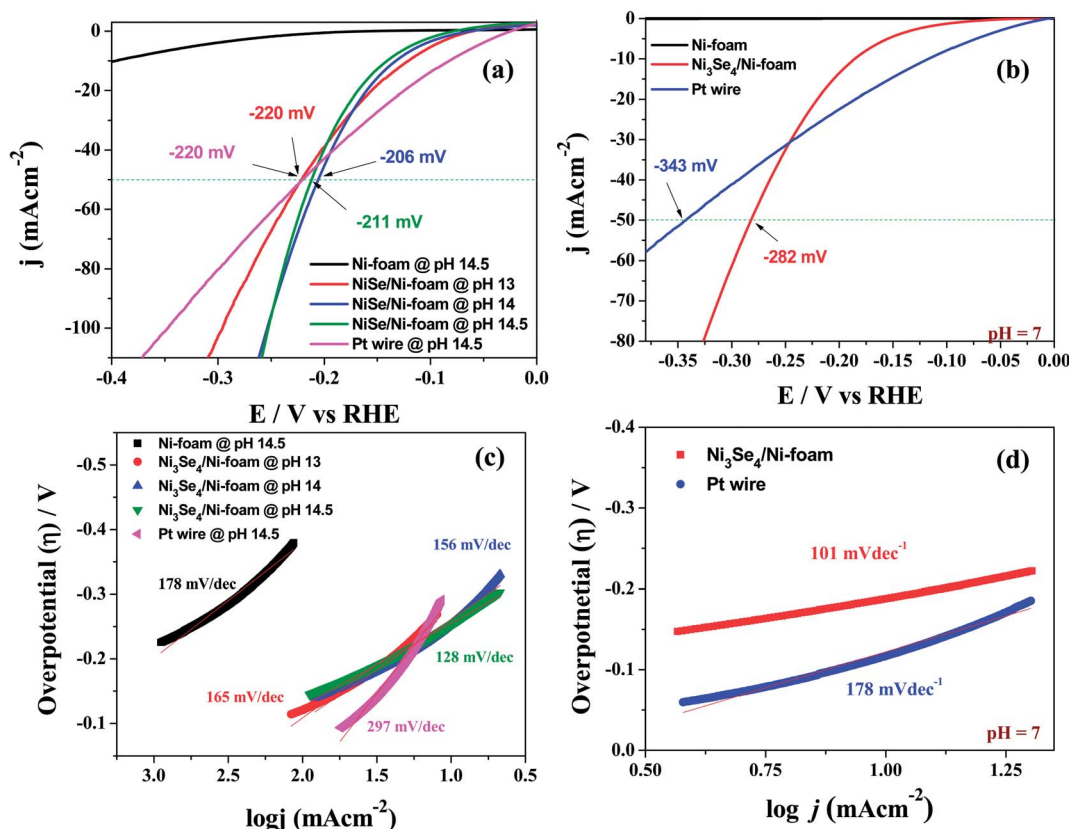 (a)
-220 mV
-220 mV
-206 mV
-211 mV
Ni-foam @ pH 14.5
NiSe/Ni-foam @ pH 13
NiSe/Ni-foam @ pH 14
NiSe/Ni-foam @ pH 14.5
Pt wire @ pH 14.5
j (mAcm⁻²)
0
-20
-40
-60
-80
-100
-0.4
-0.3
-0.2
-0.1
0.0
E / V vs RHE
Ni-foam
Ni₃Se₄/Ni-foam
Pt wire
(b)
-343 mV
-282 mV
pH = 7
j (mAcm⁻²)
0
-10
-20
-30
-40
-50
-60
-70
-80
-0.35
-0.30
-0.25
-0.20
-0.15
-0.10
-0.05
0.00
E / V vs RHE
Ni-foam @ pH 14.5
Ni₃Se₄/Ni-foam @ pH 13
Ni₃Se₄/Ni-foam @ pH 14
Ni₃Se₄/Ni-foam @ pH 14.5
Pt wire @ pH 14.5
(c)
156 mV/dec
178 mV/dec
128 mV/dec
165 mV/dec
297 mV/dec
Overpotential (η) / V
-0.5
-0.4
-0.3
-0.2
-0.1
3.0
2.5
2.0
1.5
1.0
0.5
logj (mAcm⁻²)
Ni₃Se₄/Ni-foam
Pt wire
(d)
101 mVdec⁻¹
178 mVdec⁻¹
pH = 7
Overpotnetial (η) / V
-0.4
-0.3
-0.2
-0.1
0.0
0.50
0.75
1.00
1.25
log j (mAcm⁻²)